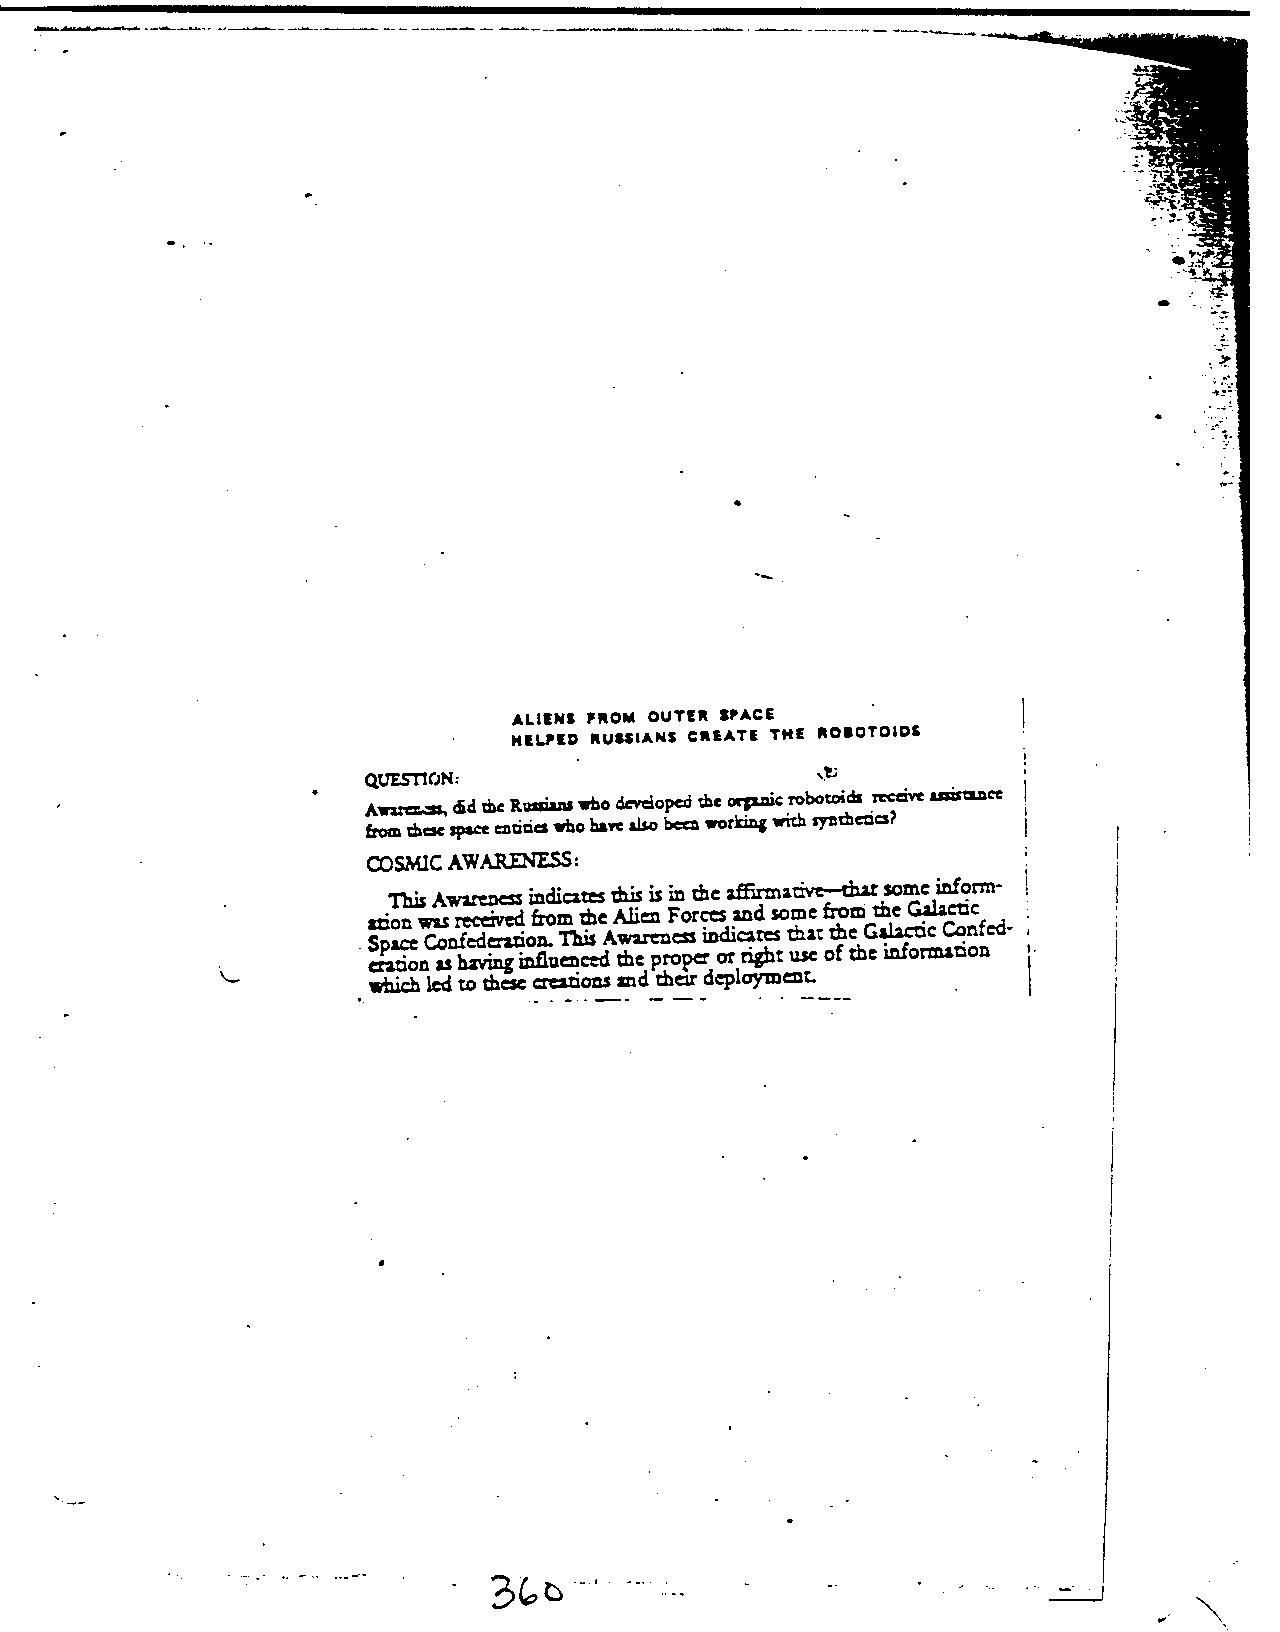 ALIENS FROM OUTER SPACE
HELPED RUSSIANS CREATE THE ROBOTOIDS
QUESTION:
Awareness, did the Russians who developed the organic robotoids receive assistance
from these space entities who have also been working with synthetics?
COSMIC AWARENESS:
This Awareness indicates this is in the affirmative—that some inform-
ation was received from the Alien Forces and some from the Galactic
Space Confederation. This Awareness indicates that the Galactic Confed-
eration as having influenced the proper or right use of the information
which led to these creations and their deployment.
360